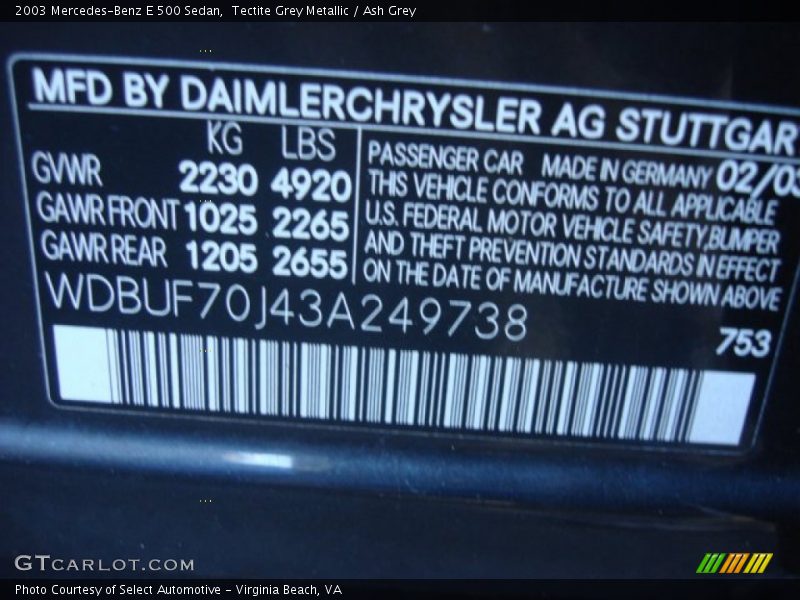 2003 Mercedes-Benz E 500 Sedan,  Tectite Grey Metallic / Ash Grey
MFD BY DAIMLERCHRYSLER AG STUTTGAR
KG LBS
GVWR 2230 4920
GAWR FRONT 1025 2265
GAWR REAR 1205 2655
PASSENGER CAR MADE IN GERMANY 02/03
THIS VEHICLE CONFORMS TO ALL APPLICABLE
U.S. FEDERAL MOTOR VEHICLE SAFETY,BUMPER
AND THEFT PREVENTION STANDARDS IN EFFECT
ON THE DATE OF MANUFACTURE SHOWN ABOVE
WDBUF70J43A249738
753
GTCARLOT.COM
Photo Courtesy of Select Automotive - Virginia Beach, VA